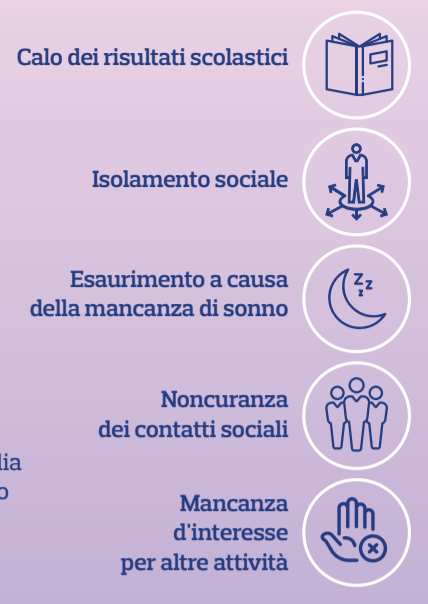 Calo dei risultati scolastici
Isolamento sociale
Esaurimento a causa
della mancanza di sonno
Zzz
Noncuranza
dei contatti sociali
Mancanza
d'interesse
per altre attività